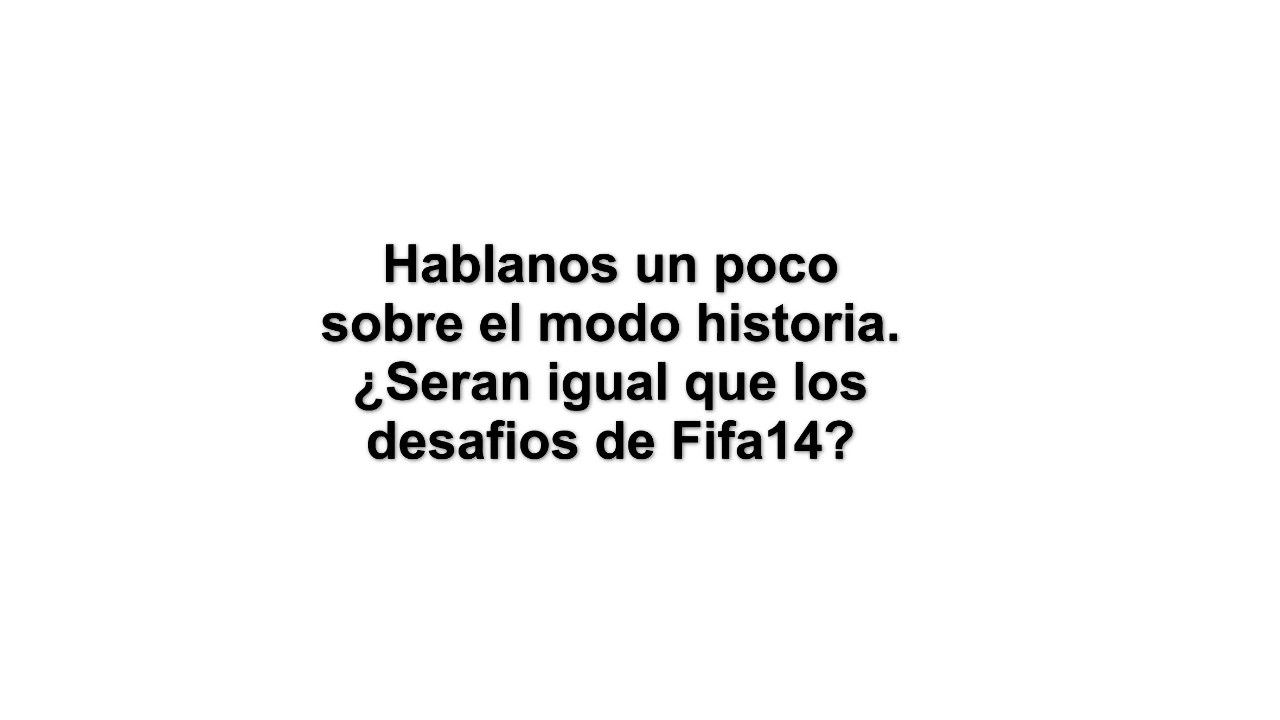 Hablanos un poco
sobre el modo historia.
¿Seran igual que los
desafios de Fifa14?